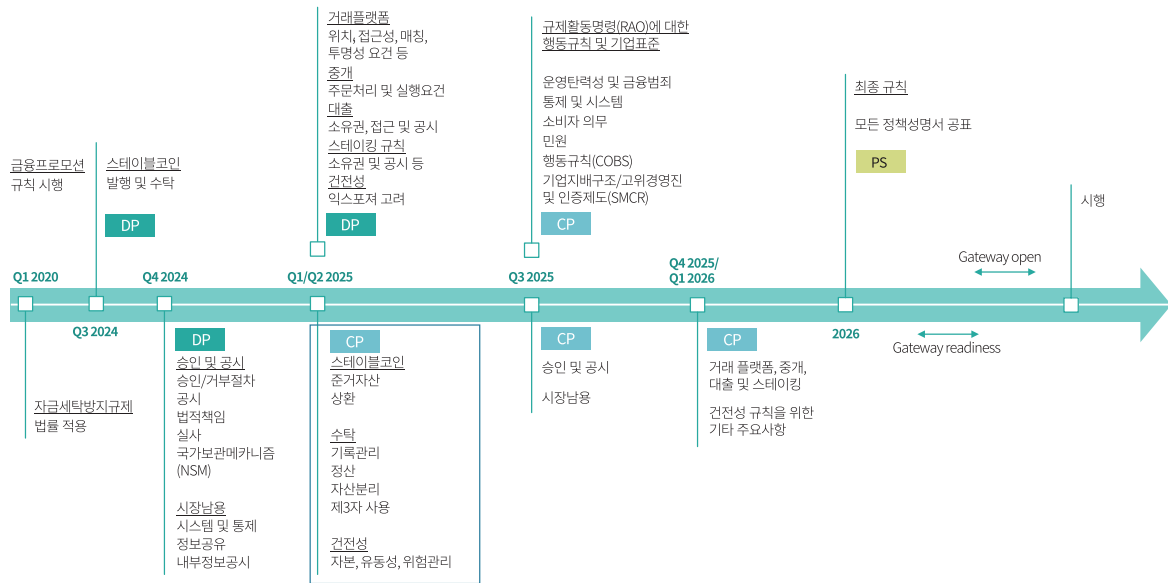 금융프로모션
규칙 시행
Q1 2020
자금세탁방지규제
법률 적용
스테이블코인
발행 및 수탁
DP
Q3 2024
Q4 2024
DP
승인 및 공시
승인/거부절차
공시
법적책임
실사
국가보관메카니즘
(NSM)
시장남용
시스템 및 통제
정보공유
내부정보공시
거래플랫폼
위치, 접근성, 매칭,
투명성 요건 등
중개
주문처리 및 실행요건
대출
소유권, 접근 및 공시
스테이킹 규칙
소유권 및 공시 등
건전성
익스포져 고려
DP
Q1/Q2 2025
CP
스테이블코인
준거자산
상환
수탁
기록관리
정산
자산분리
제3자 사용
건전성
자본, 유동성, 위험관리
규제활동명령(RAO)에 대한
행동규칙 및 기업표준
운영탄력성 및 금융범죄
통제 및 시스템
소비자 의무
민원
행동규칙(COBS)
기업지배구조/고위경영진
및 인증제도(SMCR)
CP
Q3 2025
CP
승인 및 공시
시장남용
Q4 2025/
Q1 2026
CP
거래 플랫폼, 중개,
대출 및 스테이킹
건전성 규칙을 위한
기타 주요사항
최종 규칙
모든 정책성명서 공표
PS
2026
Gateway open
Gateway readiness
시행